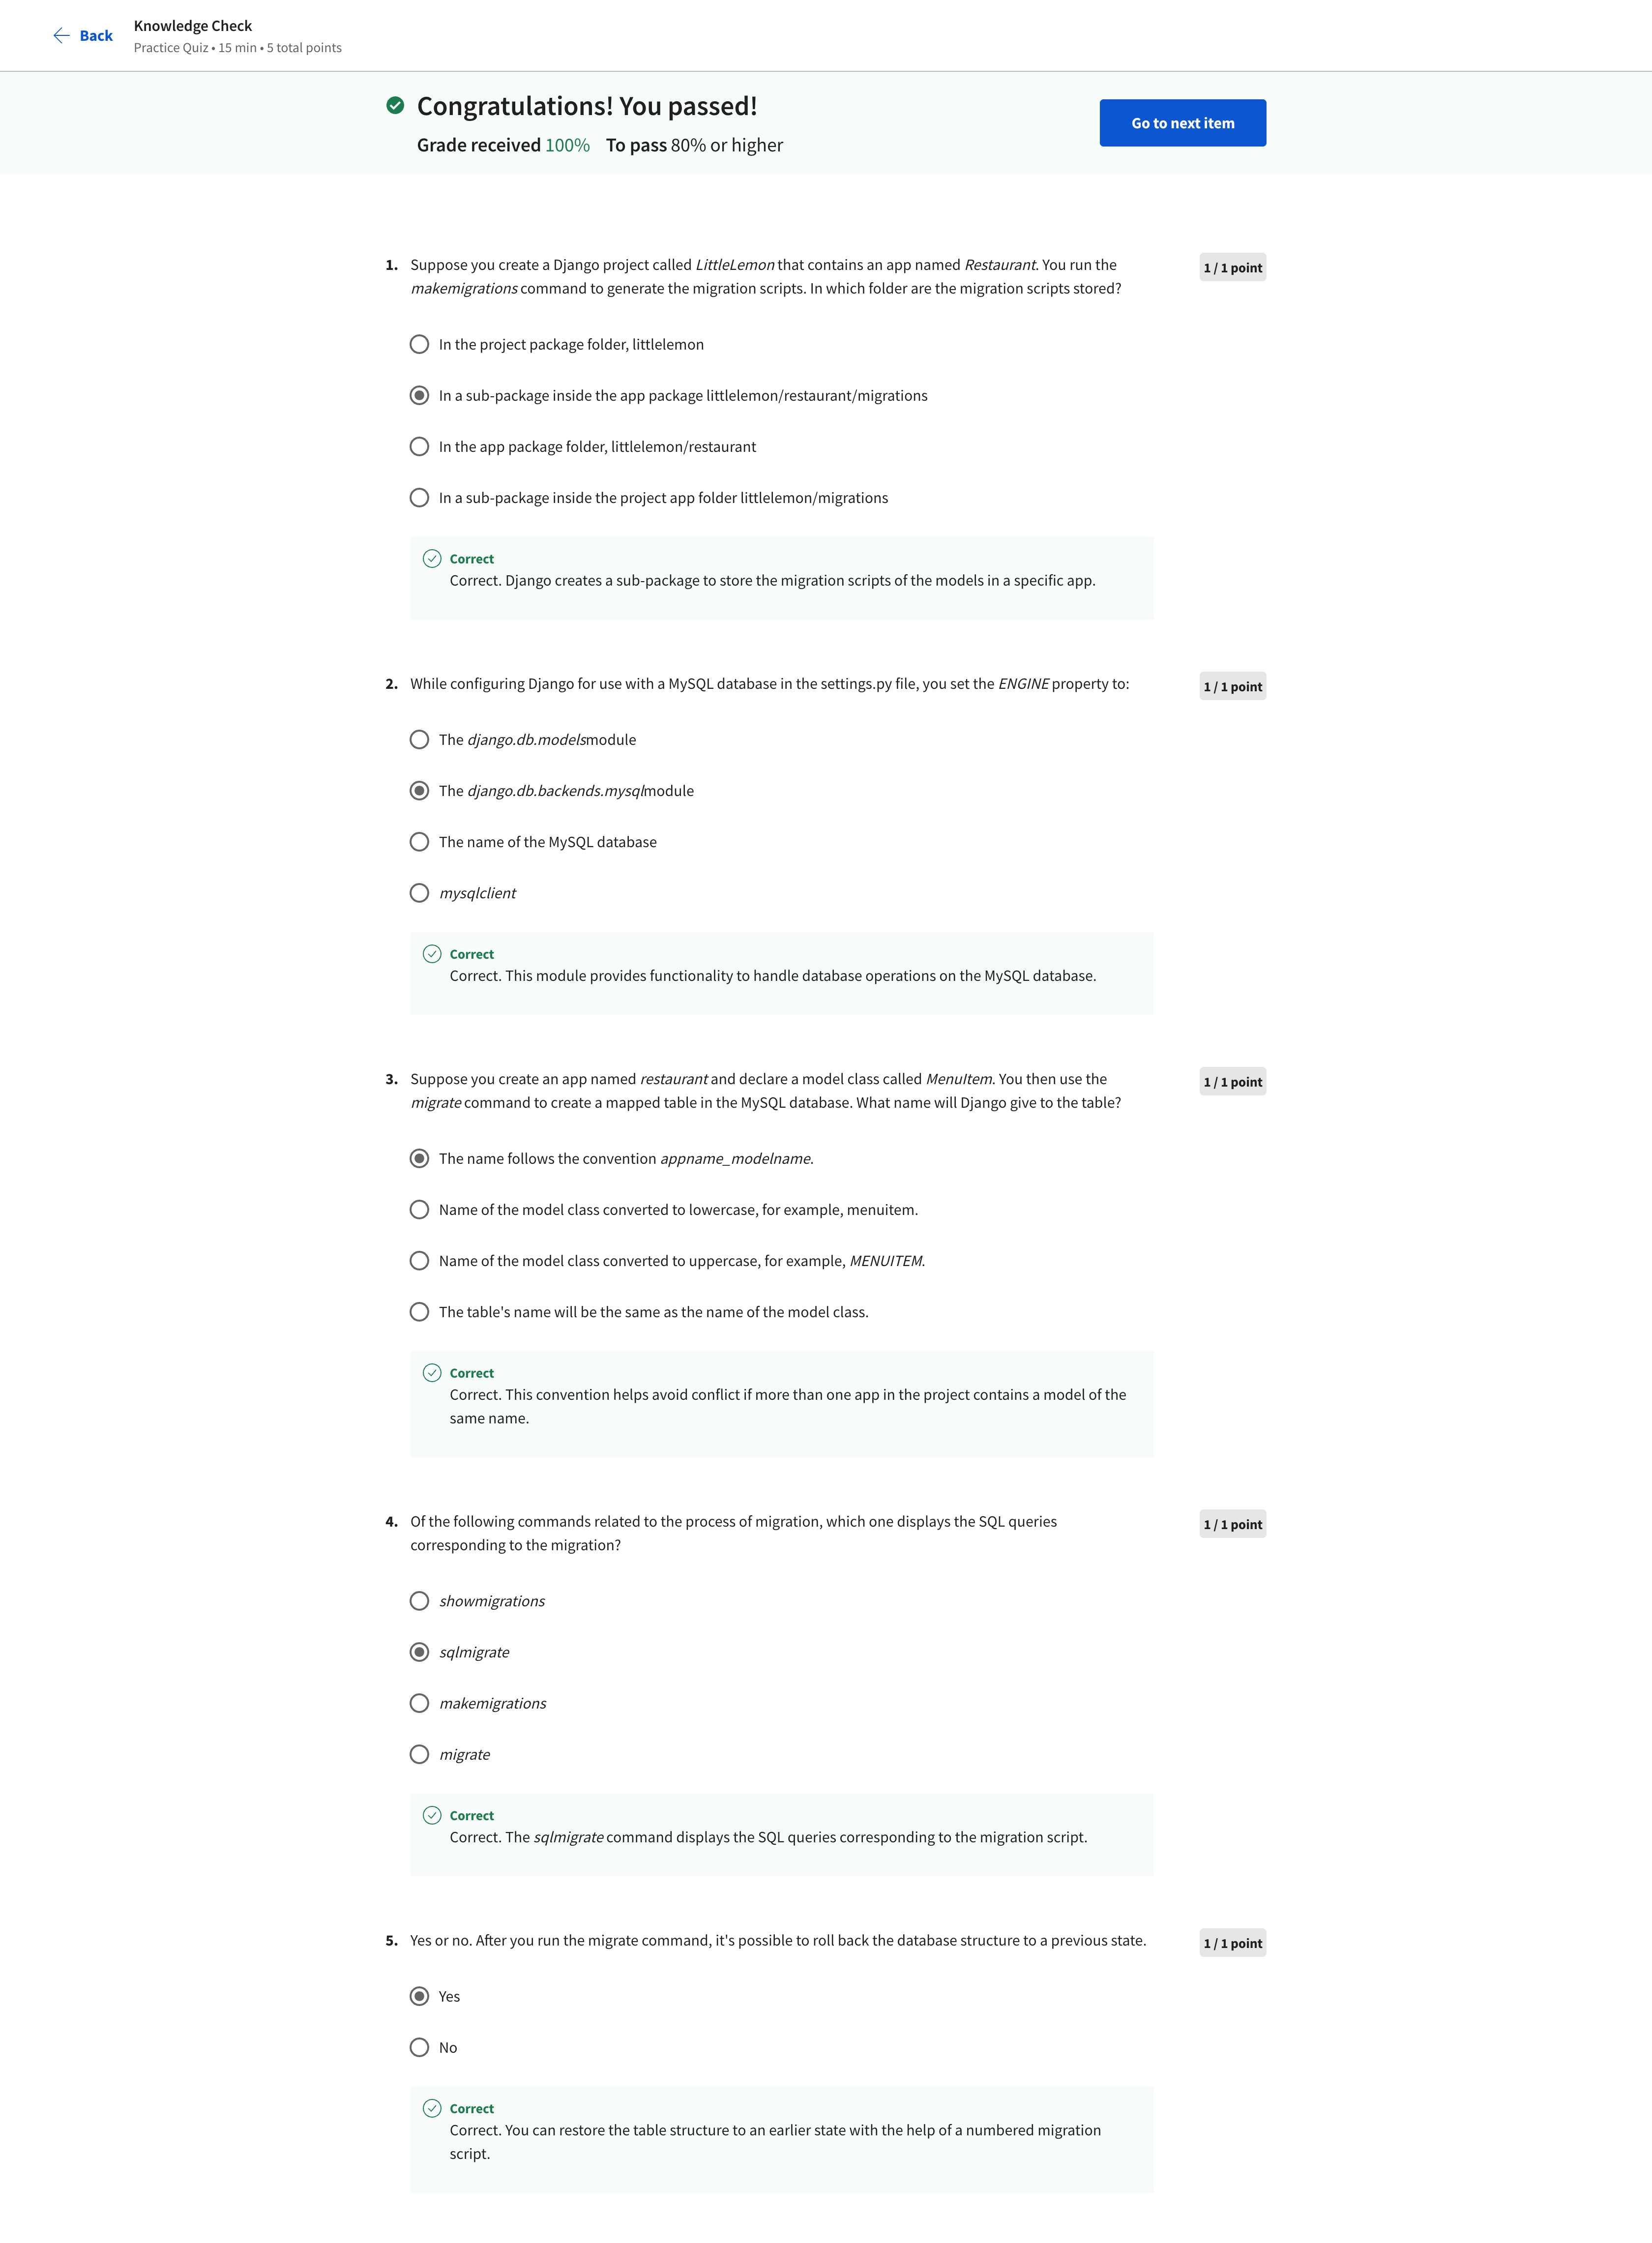 Back
Knowledge Check
Practice Quiz • 15 min • 5 total points
Congratulations! You passed!
Grade received 100% To pass 80% or higher
Go to next item
1. Suppose you create a Django project called LittleLemon that contains an app named Restaurant. You run the
makemigrations command to generate the migration scripts. In which folder are the migration scripts stored?
1 / 1 point
In the project package folder, littlelemon
In a sub-package inside the app package littlelemon/restaurant/migrations
In the app package folder, littlelemon/restaurant
In a sub-package inside the project app folder littlelemon/migrations
Correct
Correct. Django creates a sub-package to store the migration scripts of the models in a specific app.
2. While configuring Django for use with a MySQL database in the settings.py file, you set the ENGINE property to:
1 / 1 point
The django.db.modelsmodule
The django.db.backends.mysqlmodule
The name of the MySQL database
mysqlclient
Correct
Correct. This module provides functionality to handle database operations on the MySQL database.
3. Suppose you create an app named restaurant and declare a model class called MenuItem. You then use the
migrate command to create a mapped table in the MySQL database. What name will Django give to the table?
1 / 1 point
The name follows the convention appname_modelname.
Name of the model class converted to lowercase, for example, menuitem.
Name of the model class converted to uppercase, for example, MENUITEM.
The table's name will be the same as the name of the model class.
Correct
Correct. This convention helps avoid conflict if more than one app in the project contains a model of the
same name.
4. Of the following commands related to the process of migration, which one displays the SQL queries
corresponding to the migration?
1 / 1 point
showmigrations
sqlmigrate
makemigrations
migrate
Correct
Correct. The sqlmigrate command displays the SQL queries corresponding to the migration script.
5. Yes or no. After you run the migrate command, it's possible to roll back the database structure to a previous state.
1 / 1 point
Yes
No
Correct
Correct. You can restore the table structure to an earlier state with the help of a numbered migration
script.